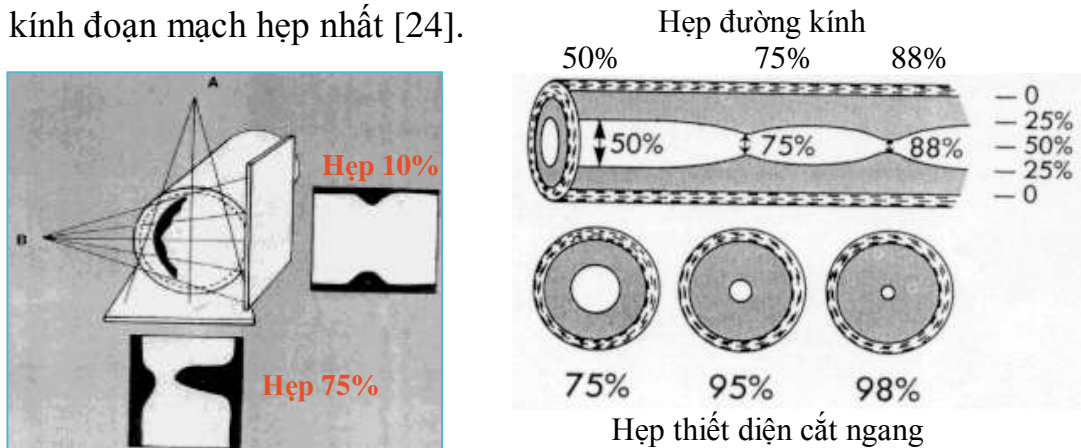 kính đoạn mạch hẹp nhất [24].
A
B
Hẹp 10%
Hẹp 75%
Hẹp đường kính
50% 75% 88%
50% 75% 88%
0
25%
50%
25%
0
75% 95% 98%
Hẹp thiết diện cắt ngang